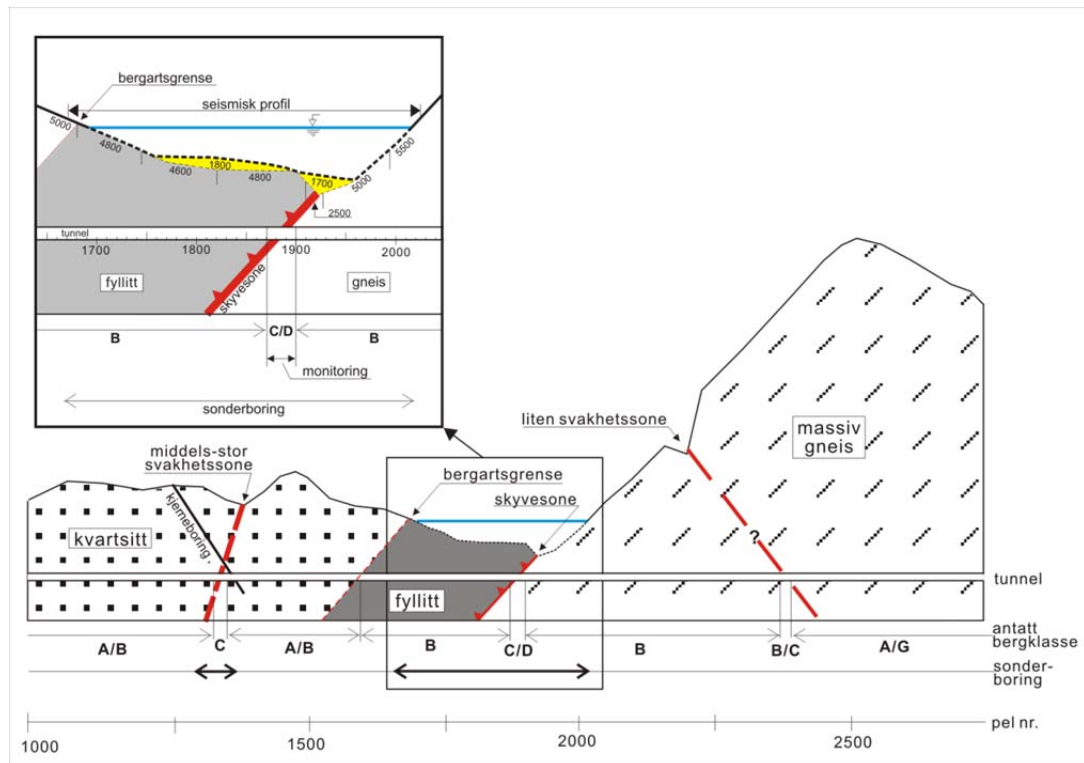 bergartsgrense
seismisk profil
5000
4800
4600
1800
4800
1700
5000
5500
2500
tunnel
1700
1800
1900
2000
fyllitt
skyvesone
gneis
B
C/D
B
monitoring
sonderboring
middels-stor
svakhetssone
kjerneboring
kvartsitt
bergartsgrense
skyvesone
liten svakhetssone
massiv
gneis
?
fyllitt
tunnel
antatt
bergklasse
A/B
C
A/B
B
C/D
B
B/C
A/G
sonder-
boring
pel nr.
1000
1500
2000
2500